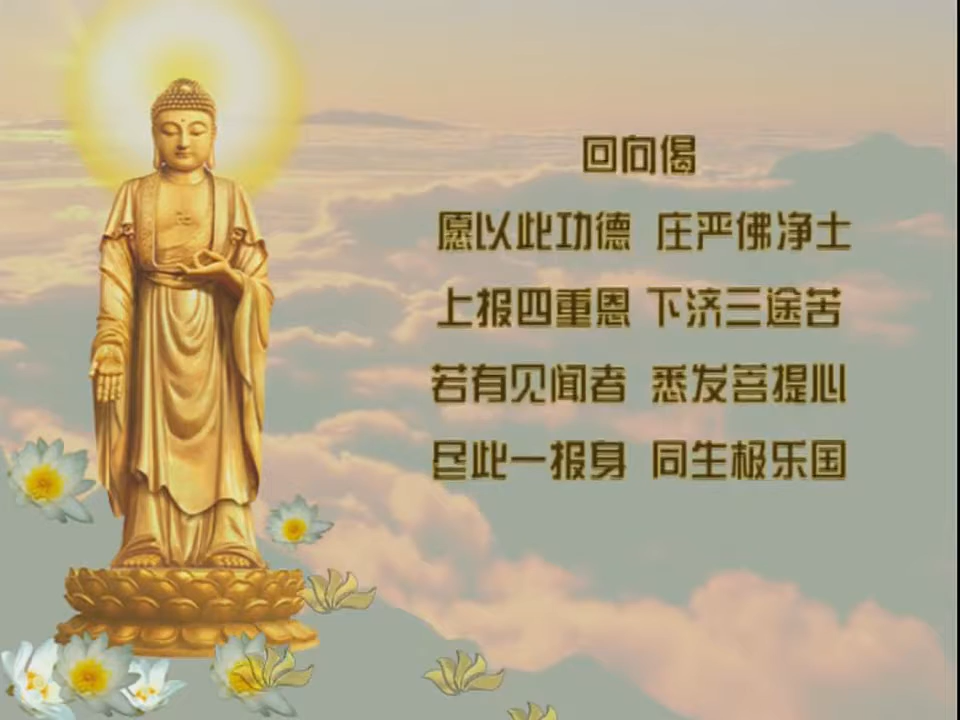 回向偈
愿以此功德 庄严佛净土
上报四重恩 下济三途苦
若有见闻者 悉发菩提心
尽此一报身 同生极乐国